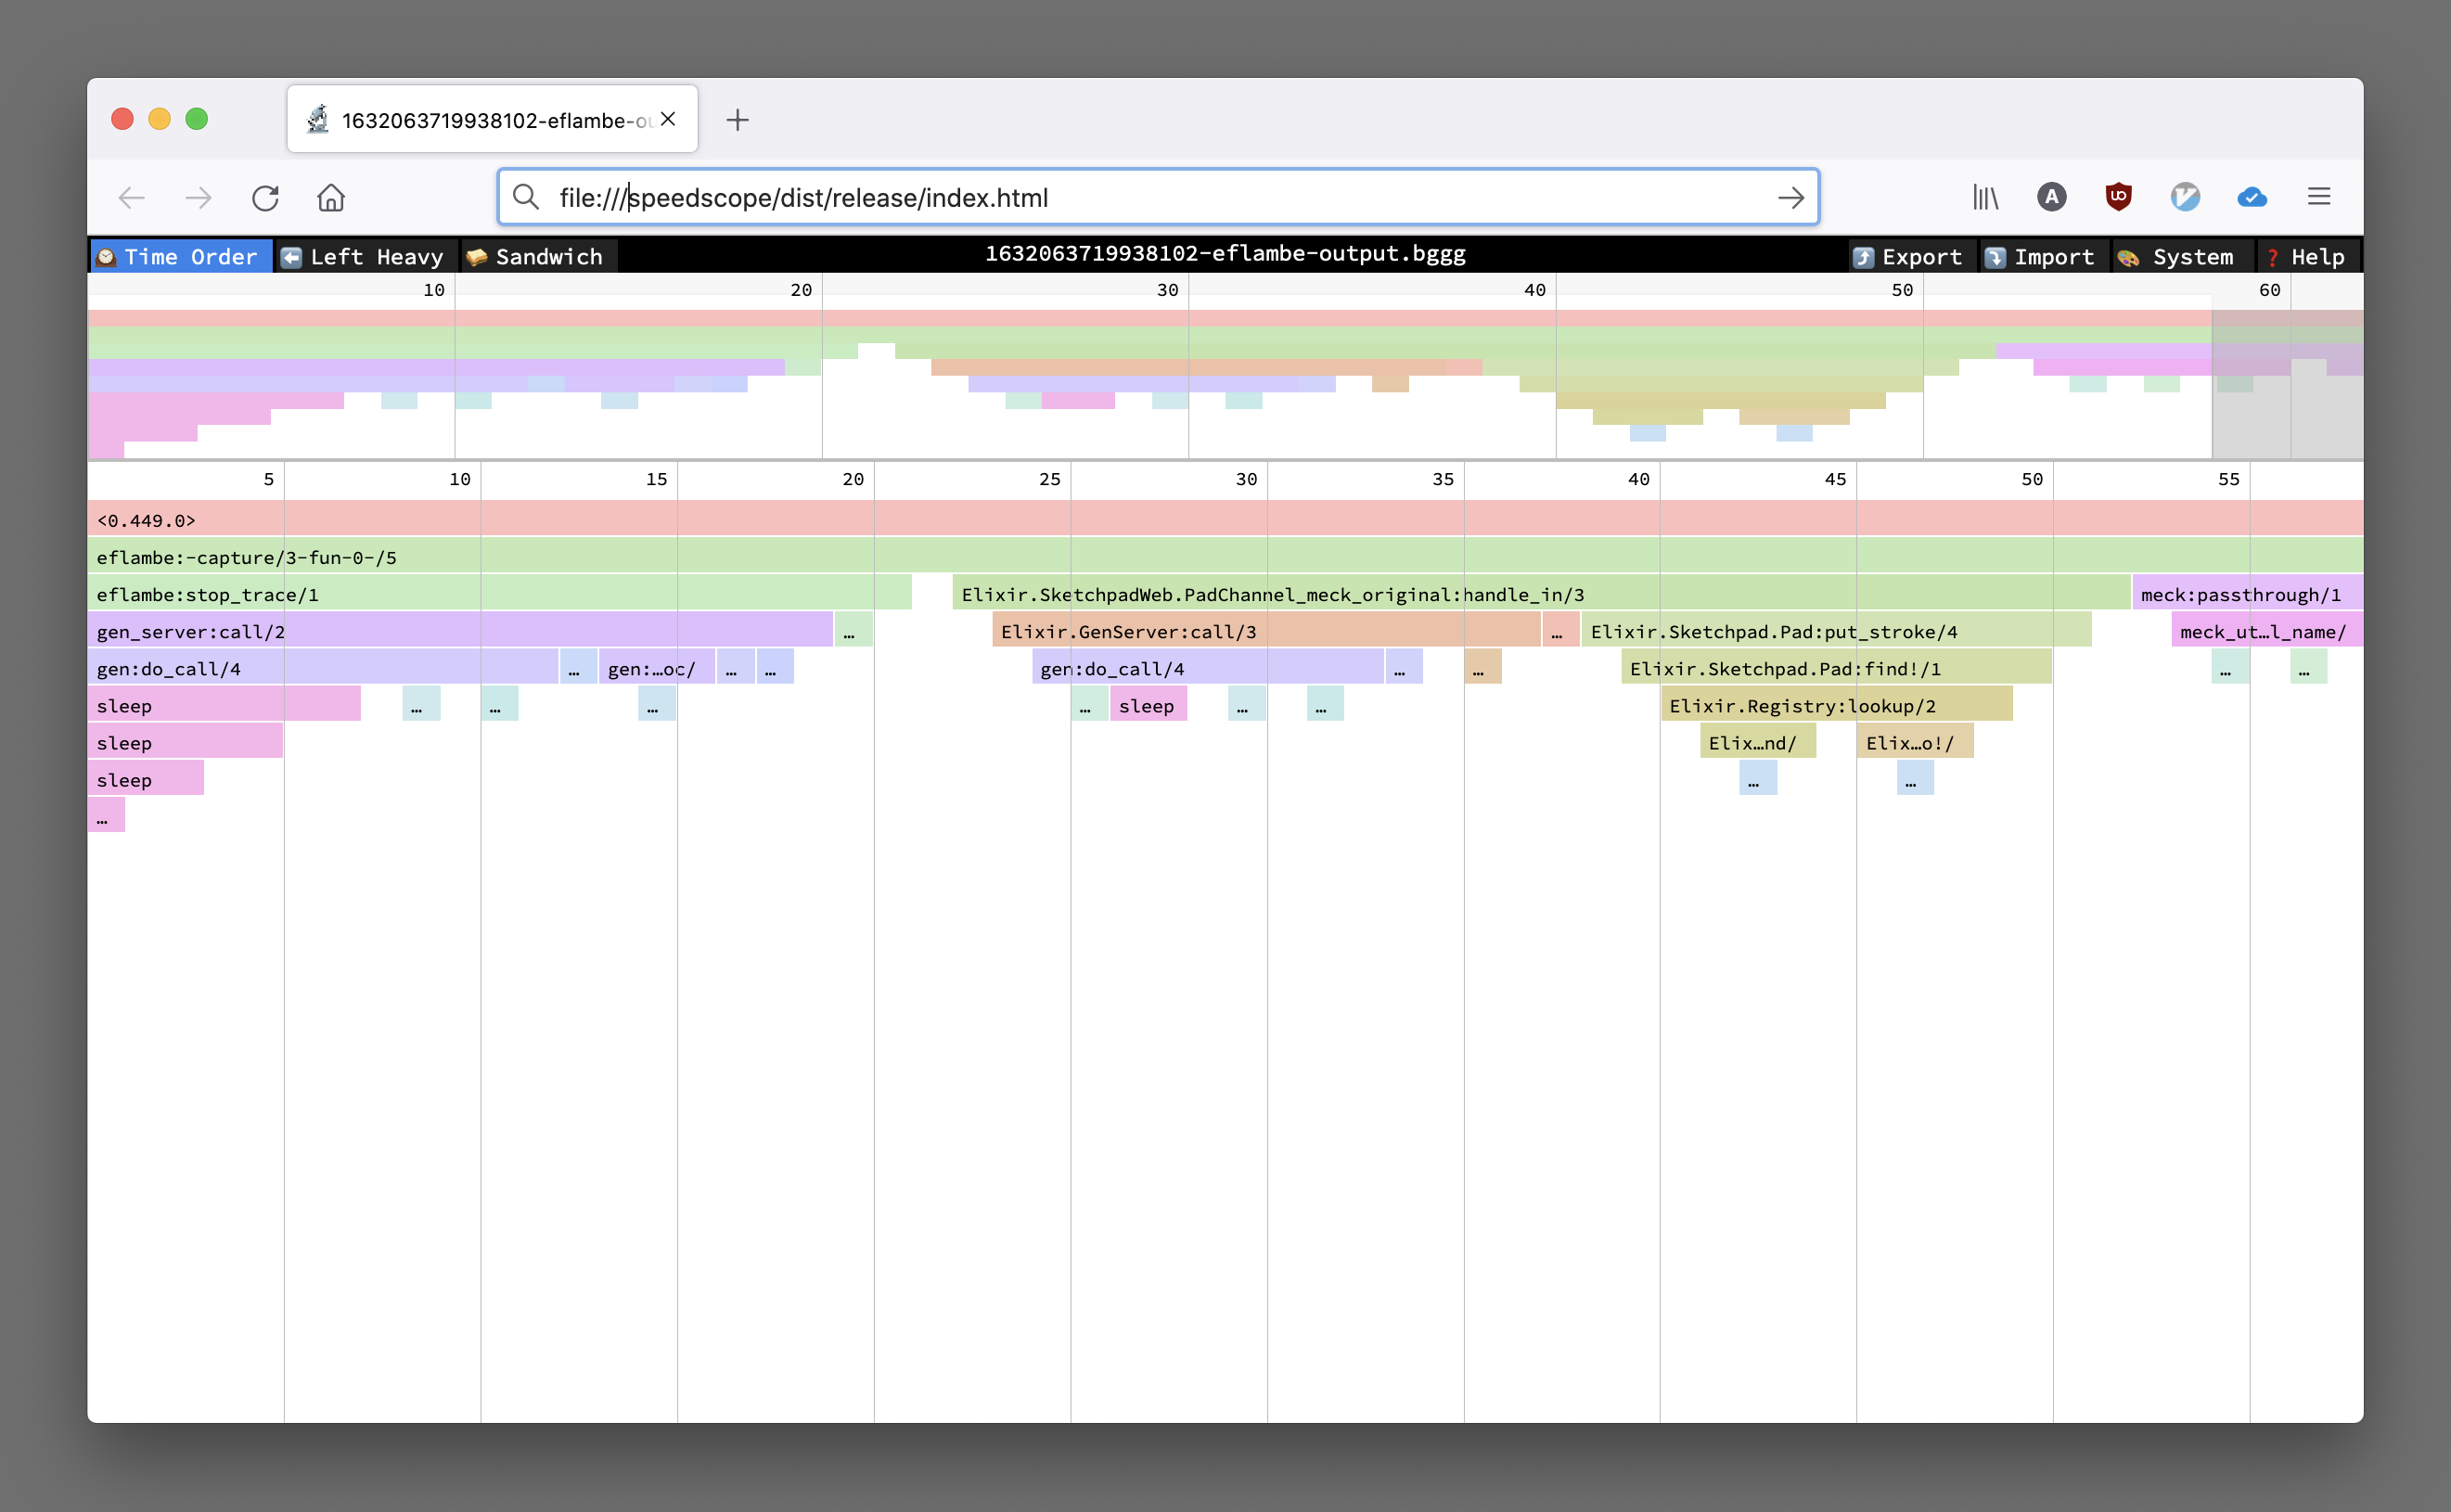 1632063719938102-eflambe-ou
file:///speedscope/dist/release/index.html
Time Order Left Heavy Sandwich 1632063719938102-eflambe-output.bggg Export Import System Help
10 20 30 40 50 60
5 10 15 20 25 30 35 40 45 50 55
<0.449.0>
eflambe:-capture/3-fun-0-/5
eflambe:stop_trace/1 Elixir.SketchpadWeb.PadChannel_meck_original:handle_in/3 meck:passthrough/1
gen_server:call/2 … Elixir.GenServer:call/3 … Elixir.Sketchpad.Pad:put_stroke/4 meck_ut…l_name/
gen:do_call/4 … gen:…oc/ … … gen:do_call/4 … … Elixir.Sketchpad.Pad:find!/1 … …
sleep … … … … sleep … … Elixir.Registry:lookup/2
sleep Elix…nd/ Elix…o!/
sleep … …
…